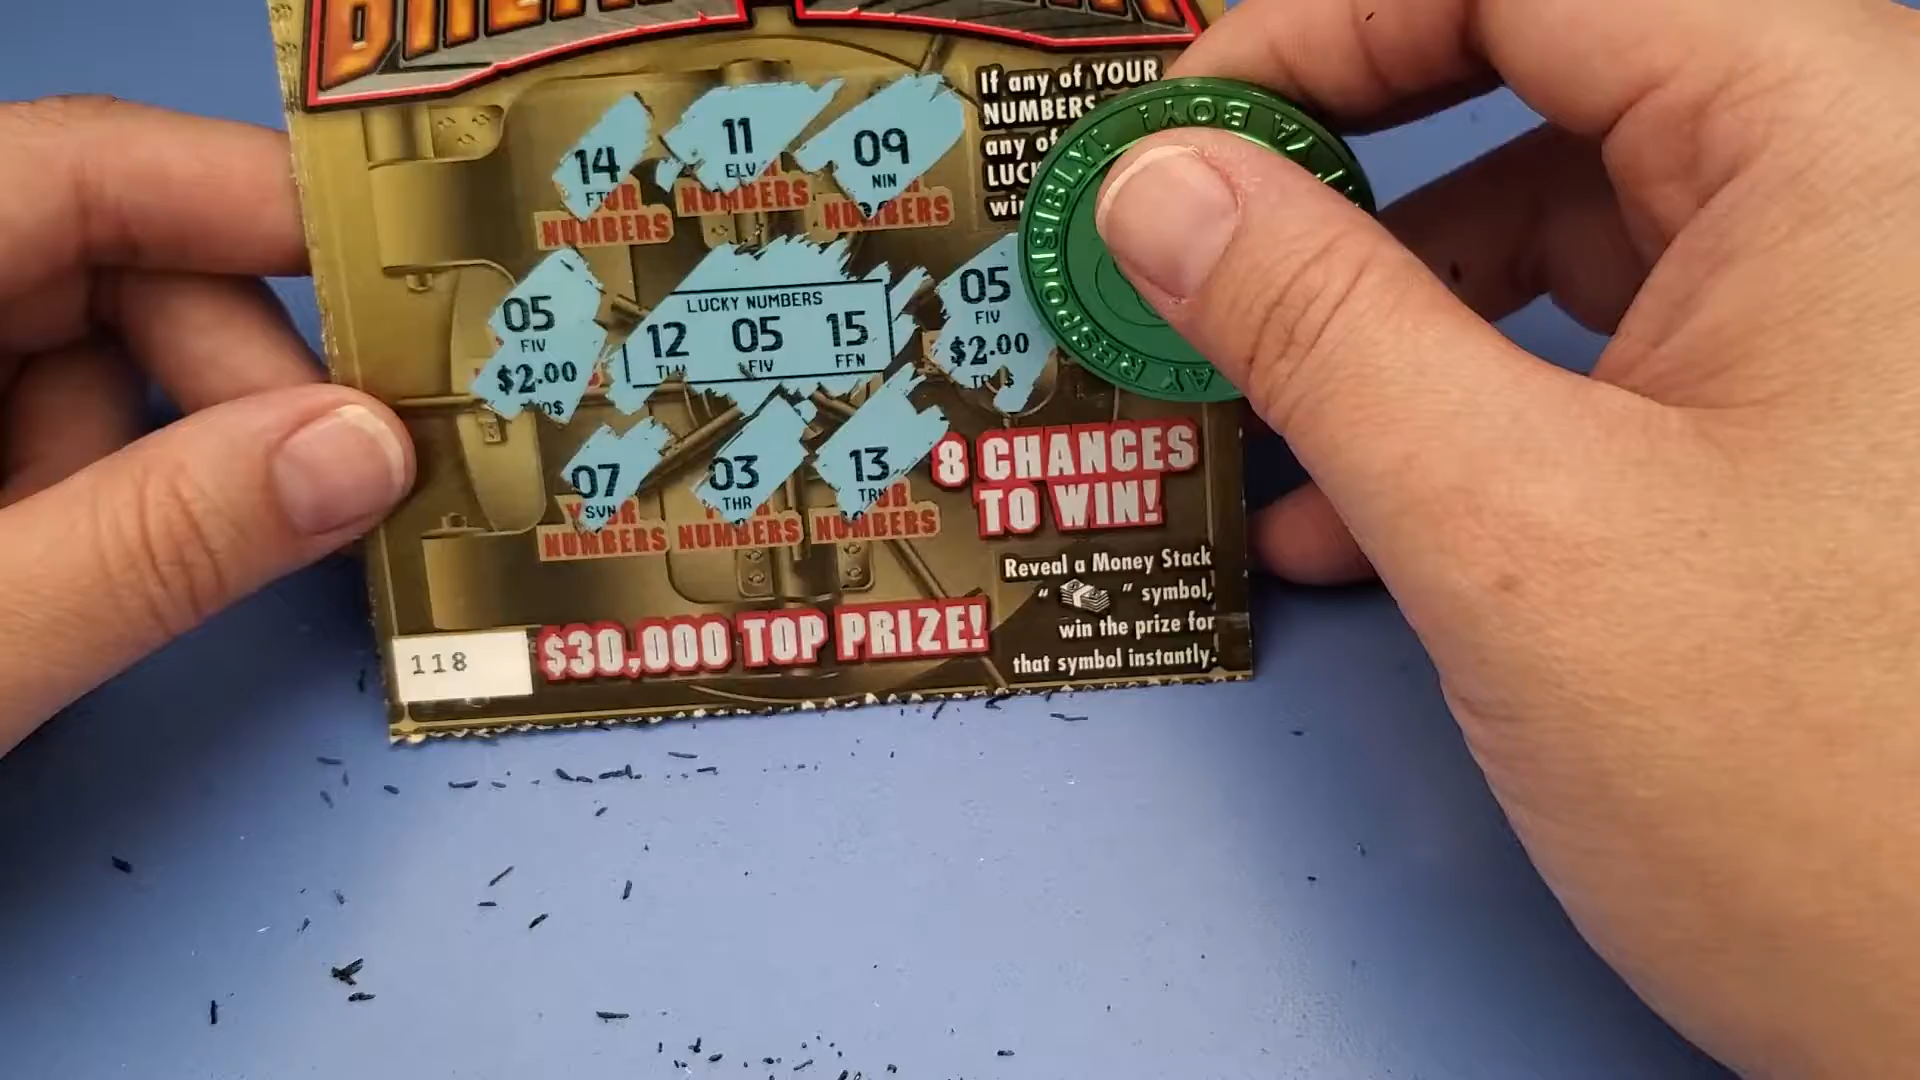 If any of YOUR
NUMBERS
any of
14
FT
11
ELV
09
NIN
NUMBERS
NUMBERS
NUMBERS
05
FIV
$2.00
LUCKY NUMBERS
12 05 15
FIV FFN
05
FIV
$2.00
07
SVN
03
THR
13
NUMBERS
NUMBERS
NUMBERS
8 CHANCES
TO WIN!
Reveal a Money Stack
" " symbol,
win the prize for
that symbol instantly.
$30,000 TOP PRIZE!
118
RESPONSIBLY.
BOY!